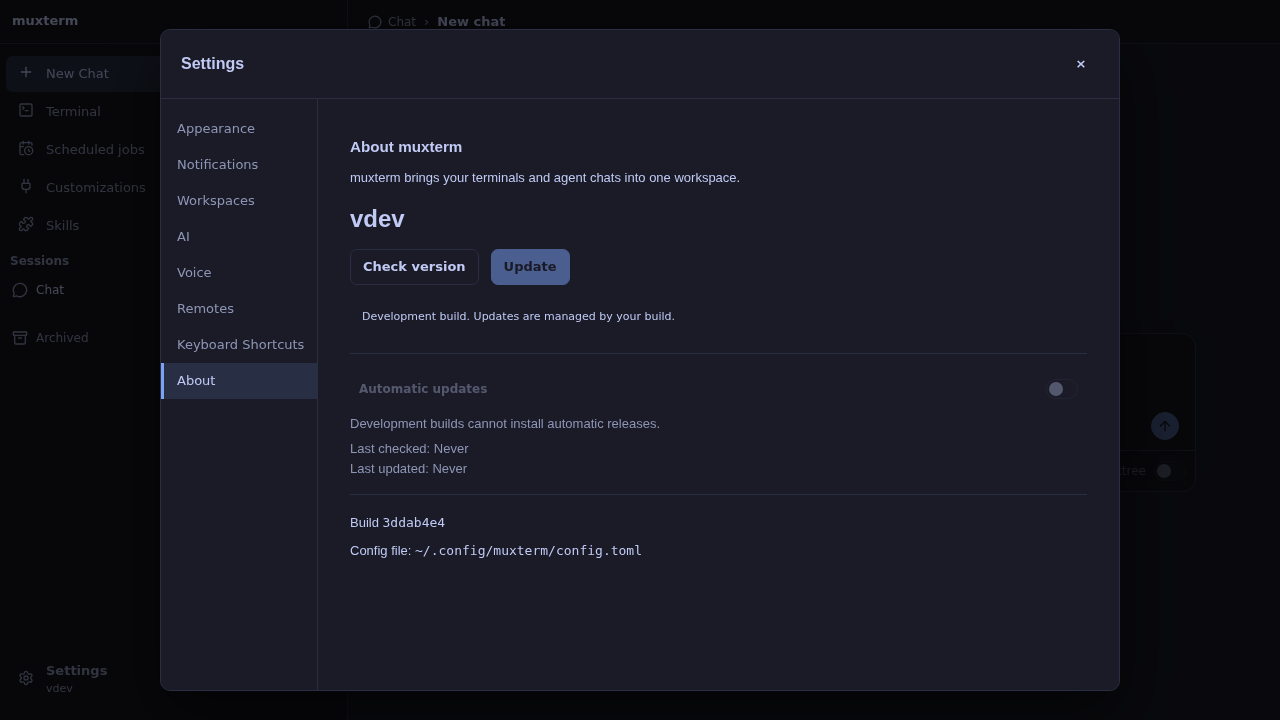 muxterm
Chat › New chat
Settings
×
New Chat
Terminal
Scheduled jobs
Customizations
Skills
Sessions
Chat
Archived
Settings
vdev
Appearance
Notifications
Workspaces
AI
Voice
Remotes
Keyboard Shortcuts
About
About muxterm
muxterm brings your terminals and agent chats into one workspace.
vdev
Check version
Update
Development build. Updates are managed by your build.
Automatic updates
Development builds cannot install automatic releases.
Last checked: Never
Last updated: Never
Build 3ddab4e4
Config file: ~/.config/muxterm/config.toml